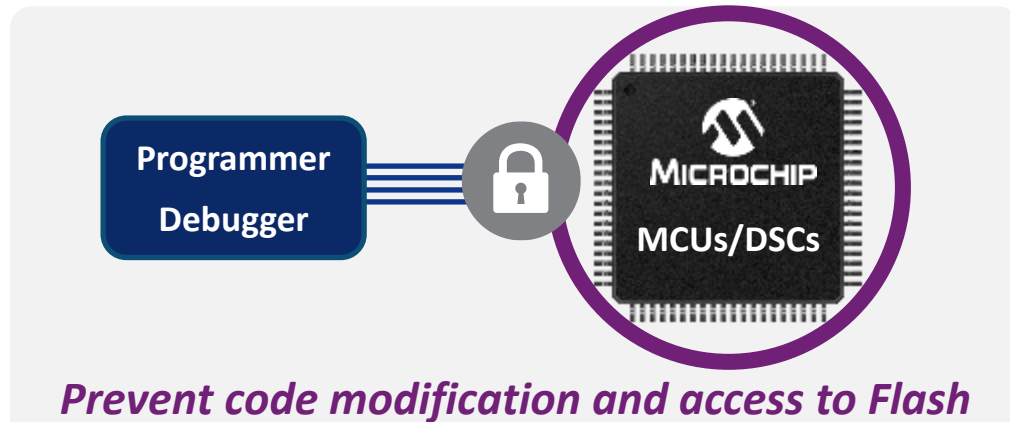 Programmer
Debugger
MICROCHIP
MCUs/DSCs
Prevent code modification and access to Flash